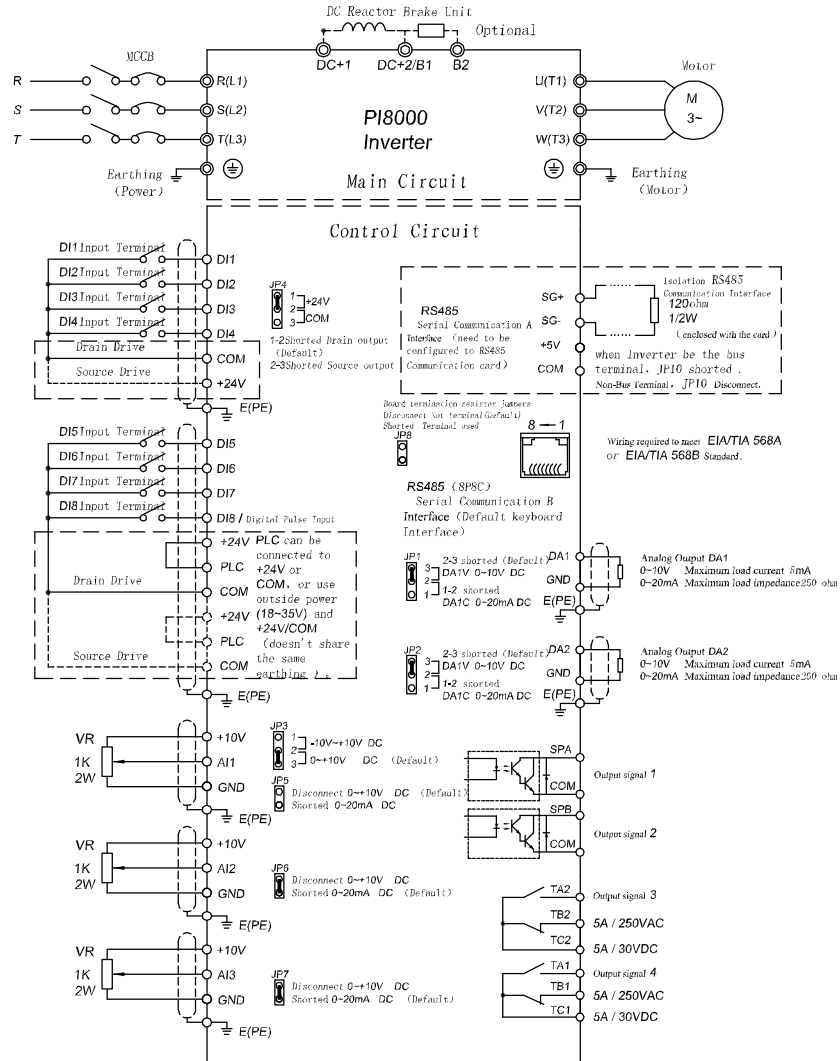 DC Reactor Brake Unit
Optional
DC+1
DC+2/B1
B2
MCCB
Motor
R
R(L1)
U(T1)
M
3~
S
S(L2)
V(T2)
T
T(L3)
W(T3)
PI8000
Inverter
Earthing
(Power)
Earthing
(Motor)
Main Circuit
Control Circuit
DI1 Input Terminal
DI1
DI2 Input Terminal
DI2
DI3 Input Terminal
DI3
DI4 Input Terminal
DI4
Drain Drive
COM
Source Drive
+24V
E(PE)
JP4
1
2
3
+24V
COM
1-2Shorted Drain output
(Default)
2-3Shorted Source output
RS485
Serial Communication A
Interface (need to be
configured to RS485
Communication card)
SG+
SG-
+5V
COM
Isolation RS485
Communication Interface
120ohm
1/2W
(enclosed with the card)
when Inverter be the bus
terminal, JP10 shorted .
Non-Bus Terminal, JP10 Disconnect.
Board termination resistor jumpers
Disconnect Not terminal(Default)
Shorted Terminal used
JP8
8 ← 1
Wiring required to meet EIA/TIA 568A
or EIA/TIA 568B Standard.
RS485 (8P8C)
Serial Communication B
Interface (Default keyboard
Interface)
DI5 Input Terminal
DI5
DI6 Input Terminal
DI6
DI7 Input Terminal
DI7
DI8 Input Terminal
DI8 / Digital Pulse Input
+24V
PLC
COM
+24V
PLC
COM
Drain Drive
Source Drive
PLC can be
connected to
+24V or
COM, or use
outside power
(18~35V) and
+24V/COM
(doesn't share
the same
earthing ).
E(PE)
JP1
3
2
1
2-3 shorted (Default)
DA1V 0~10V DC
1-2 shorted
DA1C 0~20mA DC
DA1
GND
E(PE)
Analog Output DA1
0~10V Maximum load current 5mA
0~20mA Maximum load impedance250 ohm
JP2
3
2
1
2-3 shorted (Default)
DA1V 0~10V DC
1-2 shorted
DA1C 0~20mA DC
DA2
GND
E(PE)
Analog Output DA2
0~10V Maximum load current 5mA
0~20mA Maximum load impedance250 ohm
VR
1K
2W
+10V
AI1
GND
E(PE)
JP3
1
2
3
-10V~+10V DC
0~+10V DC (Default)
JP5
Disconnect 0~+10V DC (Default)
Shorted 0~20mA DC
SPA
COM
Output signal 1
SPB
COM
Output signal 2
VR
1K
2W
+10V
AI2
GND
E(PE)
JP6
Disconnect 0~+10V DC
Shorted 0~20mA DC (Default)
TA2
Output signal 3
TB2
5A / 250VAC
TC2
5A / 30VDC
VR
1K
2W
+10V
AI3
GND
E(PE)
JP7
Disconnect 0~+10V DC
Shorted 0~20mA DC (Default)
TA1
Output signal 4
TB1
5A / 250VAC
TC1
5A / 30VDC